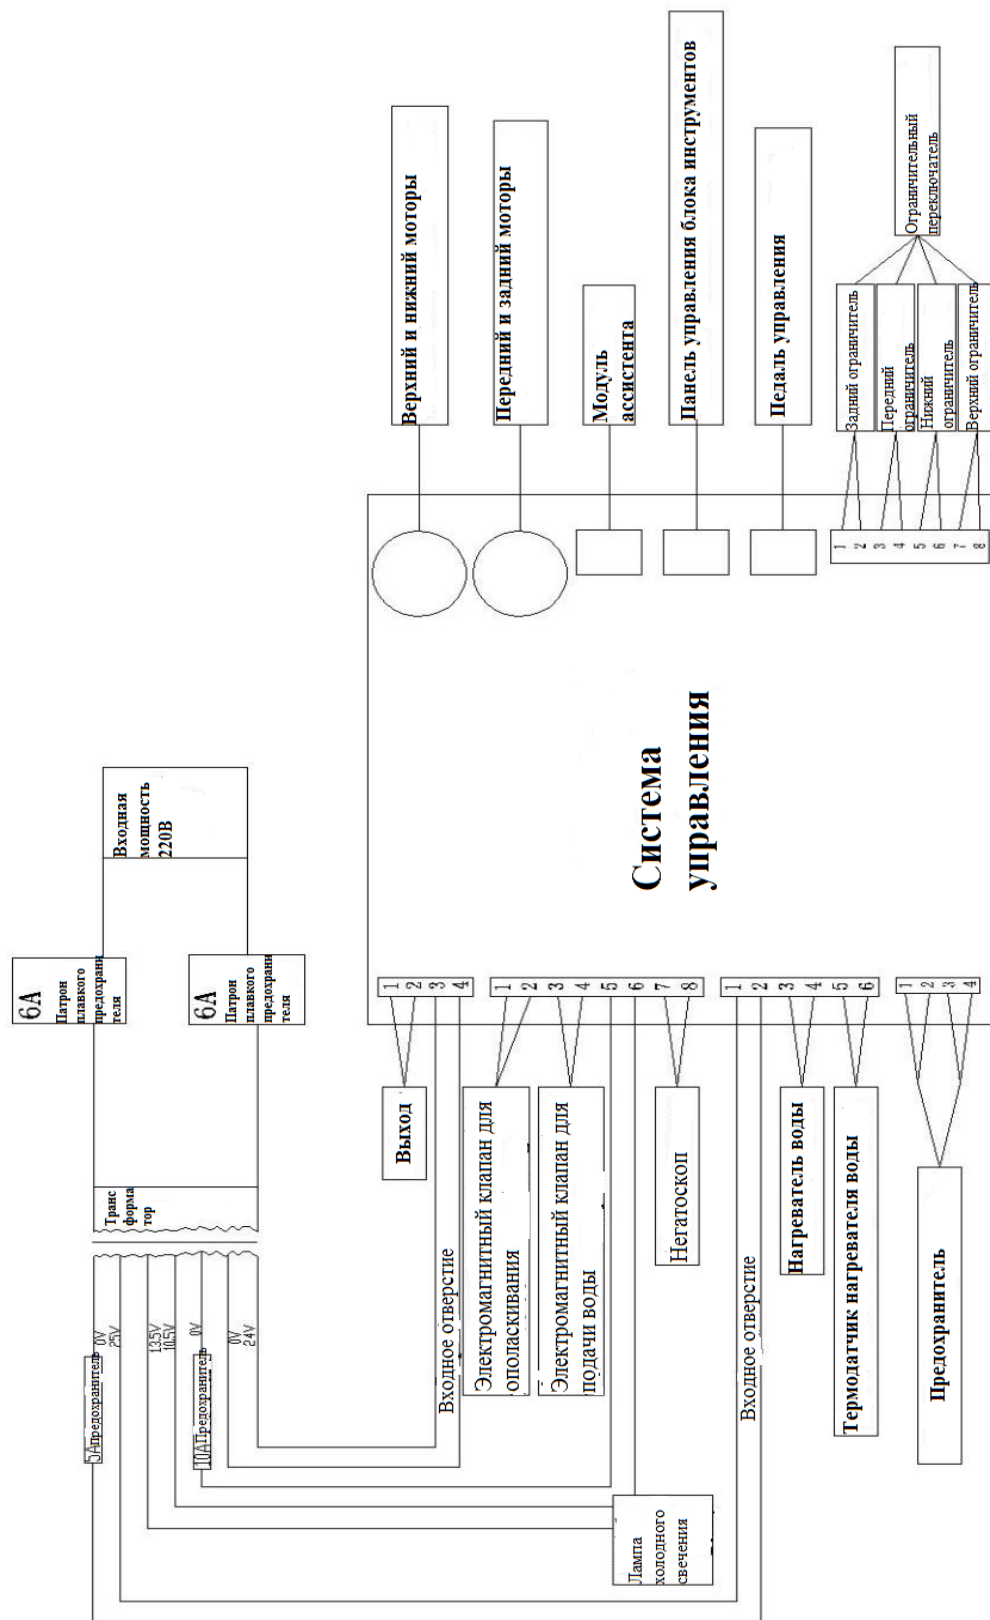 Верхний и нижний моторы
Передний и задний моторы
Модуль
ассистента
Панель управления блока инструментов
Педаль управления
Ограничительный
переключатель
Задний ограничитель
Передний
ограничитель
Нижний
ограничитель
Верхний ограничитель
1
2
3
4
5
6
7
8
Система
управления
Входная
мощность
220В
6А
Патрон
плавкого
предохрани
теля
6А
Патрон
плавкого
предохрани
теля
Транс
форма
тор
0V
25V
13.5V
10.5V
0V
0V
24V
5АПредохранитель
10АПредохранитель
1
2
3
4
1
2
3
4
5
6
7
8
1
2
3
4
5
6
1
2
3
4
Выход
Входное отверстие
Электромагнитный клапан для
ополаскивания
Электромагнитный клапан для
подачи воды
Негатоскоп
Входное отверстие
Нагреватель воды
Термодатчик нагревателя воды
Предохранитель
Лампа
холодного
свечения